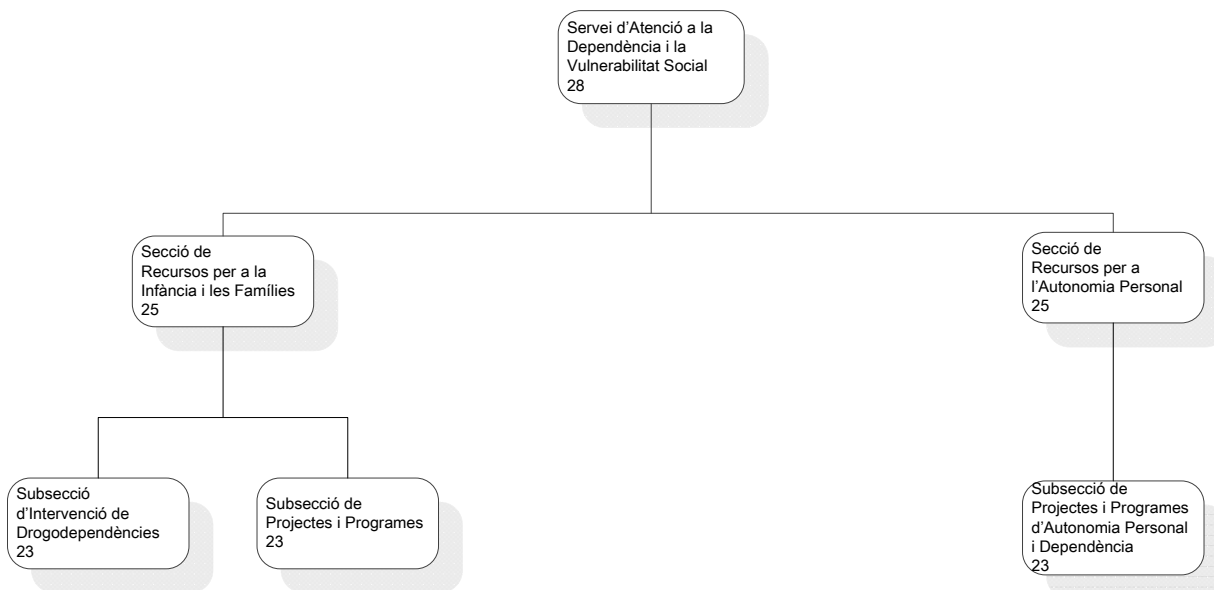 Servei d'Atenció a la
Dependència i la
Vulnerabilitat Social
28
Secció de
Recursos per a la
Infància i les Famílies
25
Secció de
Recursos per a
l'Autonomia Personal
25
Subsecció
d'Intervenció de
Drogodependències
23
Subsecció de
Projectes i Programes
23
Subsecció de
Projectes i Programes
d'Autonomia Personal
i Dependència
23